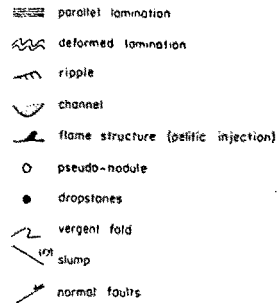 parallel lamination
deformed lamination
ripple
channel
flame structure (pelitic injection)
pseudo-nodule
dropstones
vergent fold
slump
normal faults